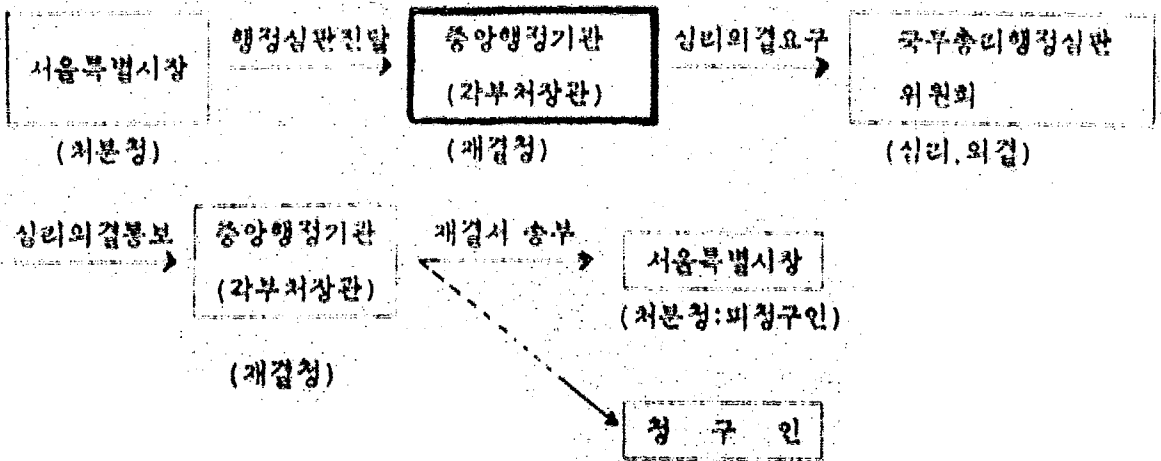 서울특별시장
행정심판진달
중앙행정기관
(각부처장관)
심리의결요구
국무총리행정심판
위원회
(처분청)
(재결청)
(심리,의결)
심리의결통보
중앙행정기관
(각부처장관)
재결서 송부
서울특별시장
(처분청:피청구인)
(재결청)
청 구 인